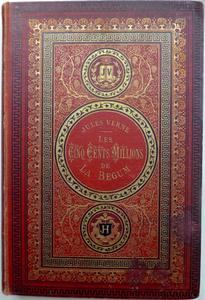 JULES VERNE
LES
CINQ CENTS MILLIONS
DE
LA BÉGUM
H